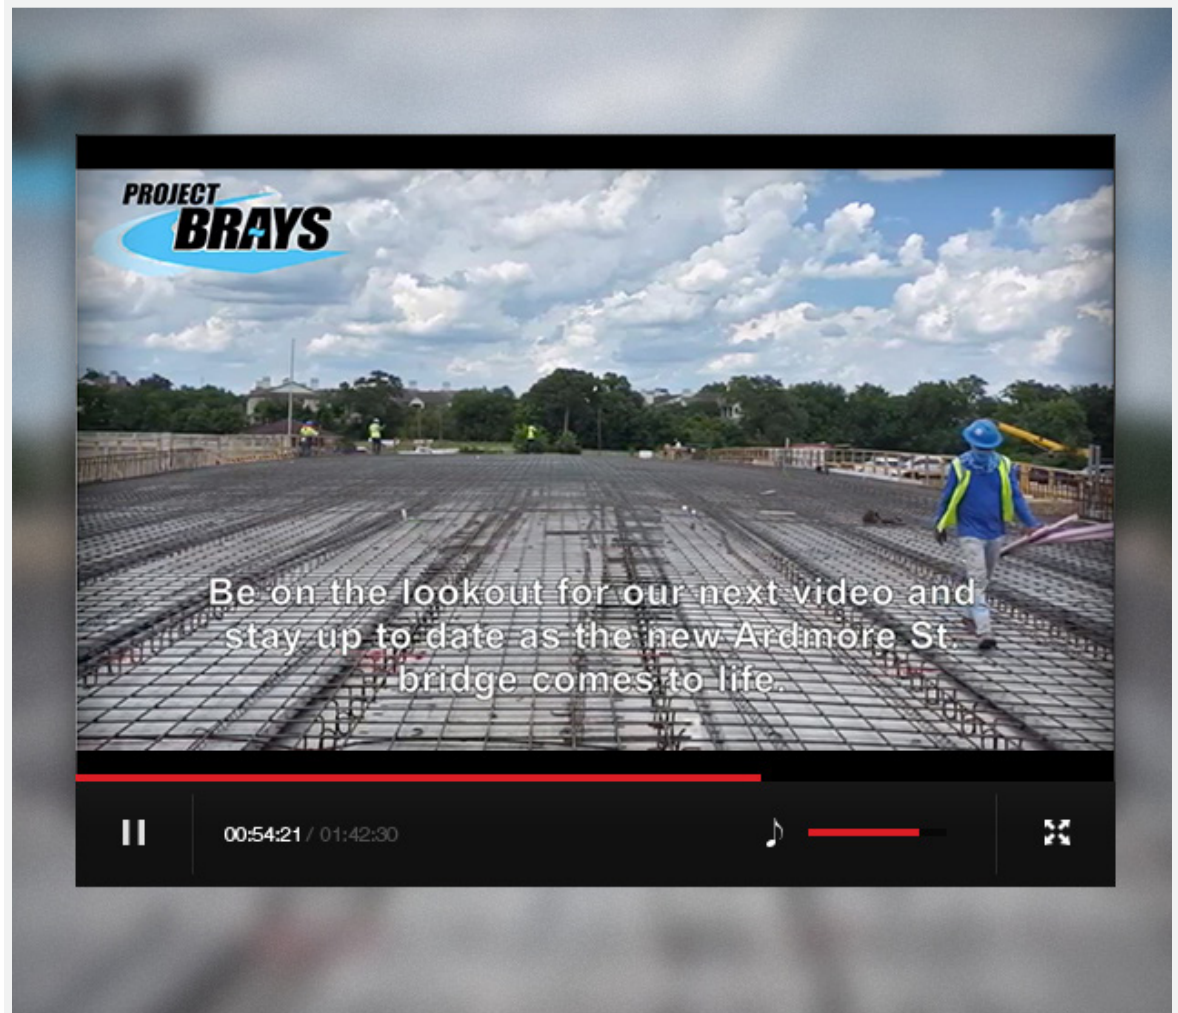 PROJECT
BRAYS
Be on the lookout for our next video and
stay up to date as the new Ardmore St.
bridge comes to life.
00:54:21 / 01:42:30